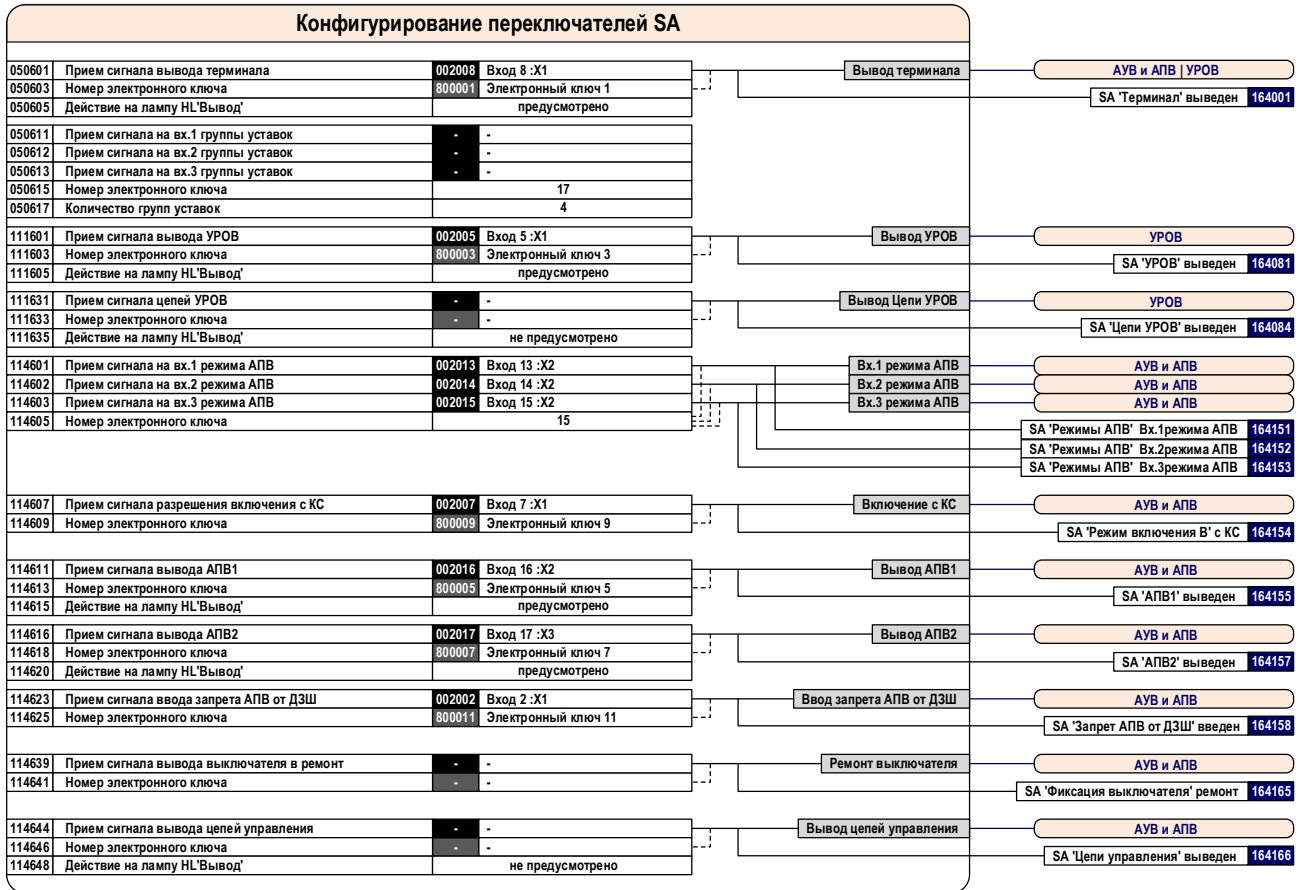 Конфигурирование переключателей SA
050601 Прием сигнала вывода терминала 002008 Вход 8 :X1 Вывод терминала АУВ и АПВ | УРОВ
050603 Номер электронного ключа 800001 Электронный ключ 1
SA 'Терминал' выведен 164001
050605 Действие на лампу HL'Вывод' предусмотрено
050611 Прием сигнала на вх.1 группы уставок - -
050612 Прием сигнала на вх.2 группы уставок - -
050613 Прием сигнала на вх.3 группы уставок - -
050615 Номер электронного ключа 17
050617 Количество групп уставок 4
111601 Прием сигнала вывода УРОВ 002005 Вход 5 :X1 Вывод УРОВ УРОВ
111603 Номер электронного ключа 800003 Электронный ключ 3
SA 'УРОВ' выведен 164081
111605 Действие на лампу HL'Вывод' предусмотрено
111631 Прием сигнала цепей УРОВ - - Вывод Цепи УРОВ УРОВ
111633 Номер электронного ключа - -
SA 'Цепи УРОВ' выведен 164084
111635 Действие на лампу HL'Вывод' не предусмотрено
114601 Прием сигнала на вх.1 режима АПВ 002013 Вход 13 :X2 Вх.1 режима АПВ АУВ и АПВ
114602 Прием сигнала на вх.2 режима АПВ 002014 Вход 14 :X2 Вх.2 режима АПВ АУВ и АПВ
114603 Прием сигнала на вх.3 режима АПВ 002015 Вход 15 :X2 Вх.3 режима АПВ АУВ и АПВ
114605 Номер электронного ключа 15
SA 'Режимы АПВ' Вх.1режима АПВ 164151
SA 'Режимы АПВ' Вх.2режима АПВ 164152
SA 'Режимы АПВ' Вх.3режима АПВ 164153
114607 Прием сигнала разрешения включения с КС 002007 Вход 7 :X1 Включение с КС АУВ и АПВ
114609 Номер электронного ключа 800009 Электронный ключ 9
SA 'Режим включения В' с КС 164154
114611 Прием сигнала вывода АПВ1 002016 Вход 16 :X2 Вывод АПВ1 АУВ и АПВ
114613 Номер электронного ключа 800005 Электронный ключ 5
SA 'АПВ1' выведен 164155
114615 Действие на лампу HL'Вывод' предусмотрено
114616 Прием сигнала вывода АПВ2 002017 Вход 17 :X3 Вывод АПВ2 АУВ и АПВ
114618 Номер электронного ключа 800007 Электронный ключ 7
SA 'АПВ2' выведен 164157
114620 Действие на лампу HL'Вывод' предусмотрено
114623 Прием сигнала ввода запрета АПВ от ДЗШ 002002 Вход 2 :X1 Ввод запрета АПВ от ДЗШ АУВ и АПВ
114625 Номер электронного ключа 800011 Электронный ключ 11
SA 'Запрет АПВ от ДЗШ' введен 164158
114639 Прием сигнала вывода выключателя в ремонт - - Ремонт выключателя АУВ и АПВ
114641 Номер электронного ключа - -
SA 'Фиксация выключателя' ремонт 164165
114644 Прием сигнала вывода цепей управления - - Вывод цепей управления АУВ и АПВ
114646 Номер электронного ключа - -
SA 'Цепи управления' выведен 164166
114648 Действие на лампу HL'Вывод' не предусмотрено